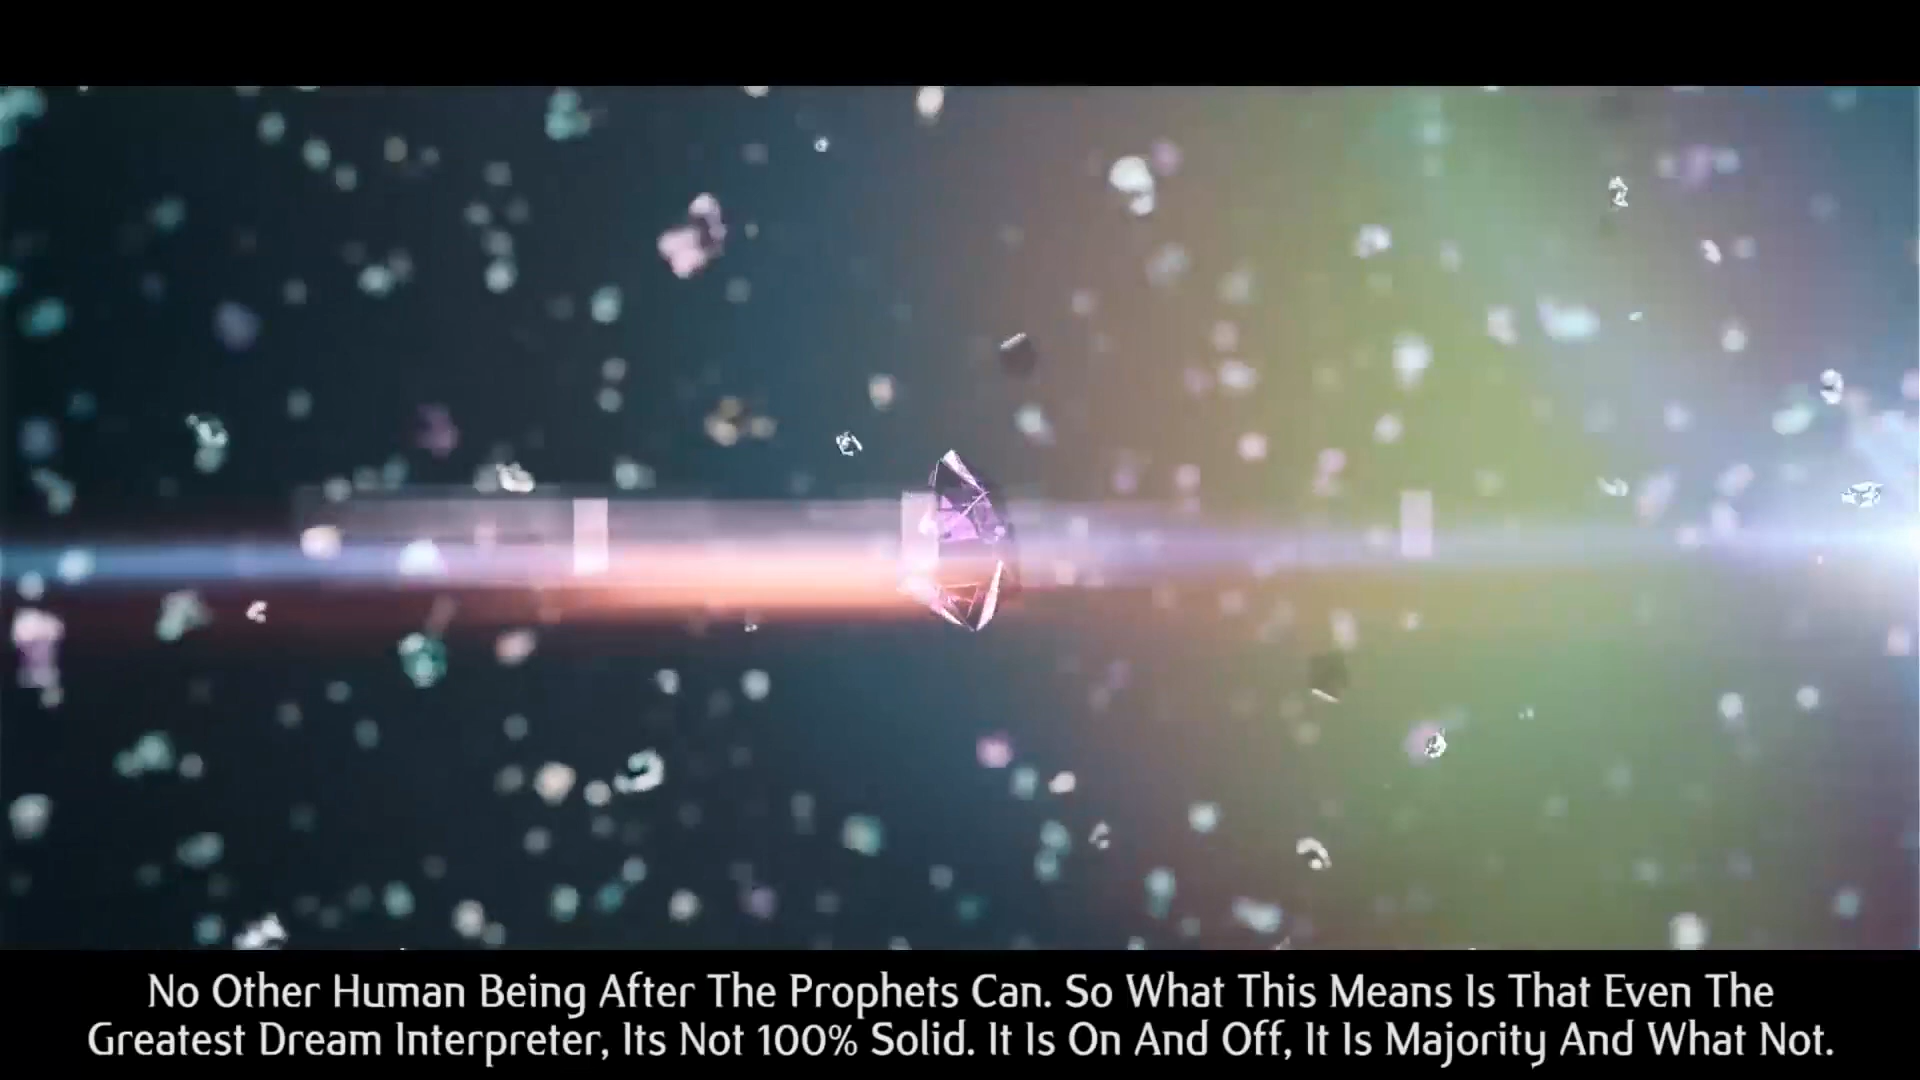 No Other Human Being After The Prophets Can. So What This Means Is That Even The
Greatest Dream Interpreter, Its Not 100% Solid. It Is On And Off, It Is Majority And What Not.